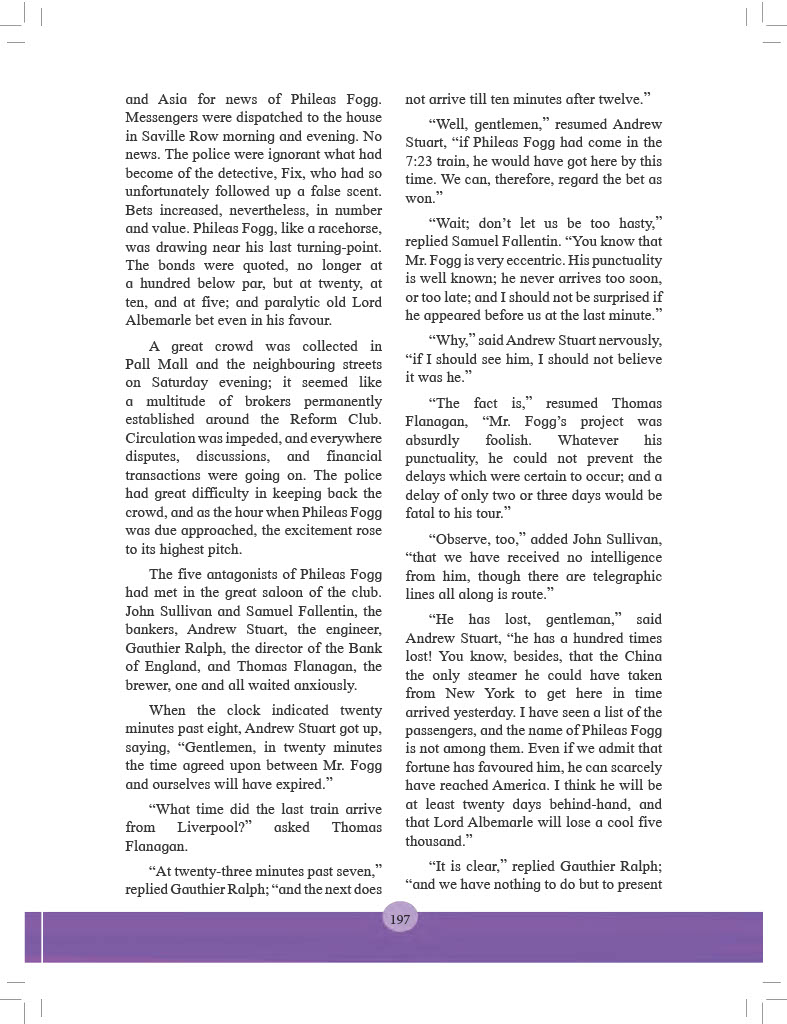 and Asia for news of Phileas Fogg.
Messengers were dispatched to the house
in Saville Row morning and evening. No
news. The police were ignorant what had
become of the detective, Fix, who had so
unfortunately followed up a false scent.
Bets increased, nevertheless, in number
and value. Phileas Fogg, like a racehorse,
was drawing near his last turning-point.
The bonds were quoted, no longer at
a hundred below par, but at twenty, at
ten, and at five; and paralytic old Lord
Albemarle bet even in his favour.
A great crowd was collected in
Pall Mall and the neighbouring streets
on Saturday evening; it seemed like
a multitude of brokers permanently
established around the Reform Club.
Circulation was impeded, and everywhere
disputes, discussions, and financial
transactions were going on. The police
had great difficulty in keeping back the
crowd, and as the hour when Phileas Fogg
was due approached, the excitement rose
to its highest pitch.
The five antagonists of Phileas Fogg
had met in the great saloon of the club.
John Sullivan and Samuel Fallentin, the
bankers, Andrew Stuart, the engineer,
Gauthier Ralph, the director of the Bank
of England, and Thomas Flanagan, the
brewer, one and all waited anxiously.
When the clock indicated twenty
minutes past eight, Andrew Stuart got up,
saying, “Gentlemen, in twenty minutes
the time agreed upon between Mr. Fogg
and ourselves will have expired.”
“What time did the last train arrive
from Liverpool?” asked Thomas
Flanagan.
“At twenty-three minutes past seven,”
replied Gauthier Ralph; “and the next does
not arrive till ten minutes after twelve.”
“Well, gentlemen,” resumed Andrew
Stuart, “if Phileas Fogg had come in the
7:23 train, he would have got here by this
time. We can, therefore, regard the bet as
won.”
“Wait; don’t let us be too hasty,”
replied Samuel Fallentin. “You know that
Mr. Fogg is very eccentric. His punctuality
is well known; he never arrives too soon,
or too late; and I should not be surprised if
he appeared before us at the last minute.”
“Why,” said Andrew Stuart nervously,
“if I should see him, I should not believe
it was he.”
“The fact is,” resumed Thomas
Flanagan, “Mr. Fogg’s project was
absurdly foolish. Whatever his
punctuality, he could not prevent the
delays which were certain to occur; and a
delay of only two or three days would be
fatal to his tour.”
“Observe, too,” added John Sullivan,
“that we have received no intelligence
from him, though there are telegraphic
lines all along is route.”
“He has lost, gentleman,” said
Andrew Stuart, “he has a hundred times
lost! You know, besides, that the China
the only steamer he could have taken
from New York to get here in time
arrived yesterday. I have seen a list of the
passengers, and the name of Phileas Fogg
is not among them. Even if we admit that
fortune has favoured him, he can scarcely
have reached America. I think he will be
at least twenty days behind-hand, and
that Lord Albemarle will lose a cool five
thousand.”
“It is clear,” replied Gauthier Ralph;
“and we have nothing to do but to present
197